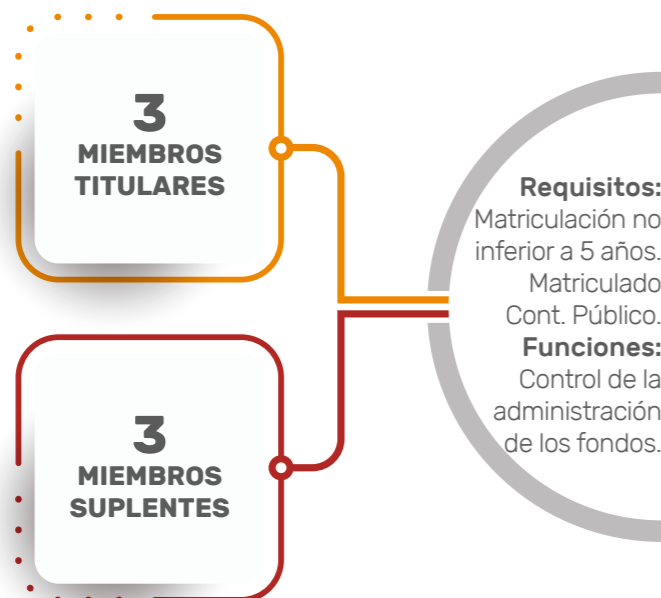 3
MIEMBROS
TITULARES
3
MIEMBROS
SUPLENTES
Requisitos:
Matriculación no
inferior a 5 años.
Matriculado
Cont. Público.
Funciones:
Control de la
administración
de los fondos.